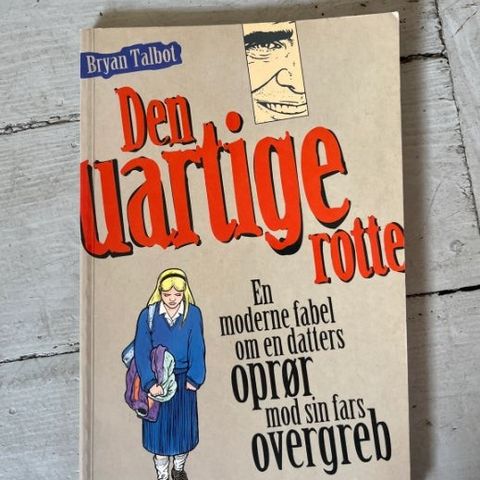 Bryan Talbot
Den
uartige
rotte
En
moderne fabel
om en datters
oprør
mod sin fars
overgreb